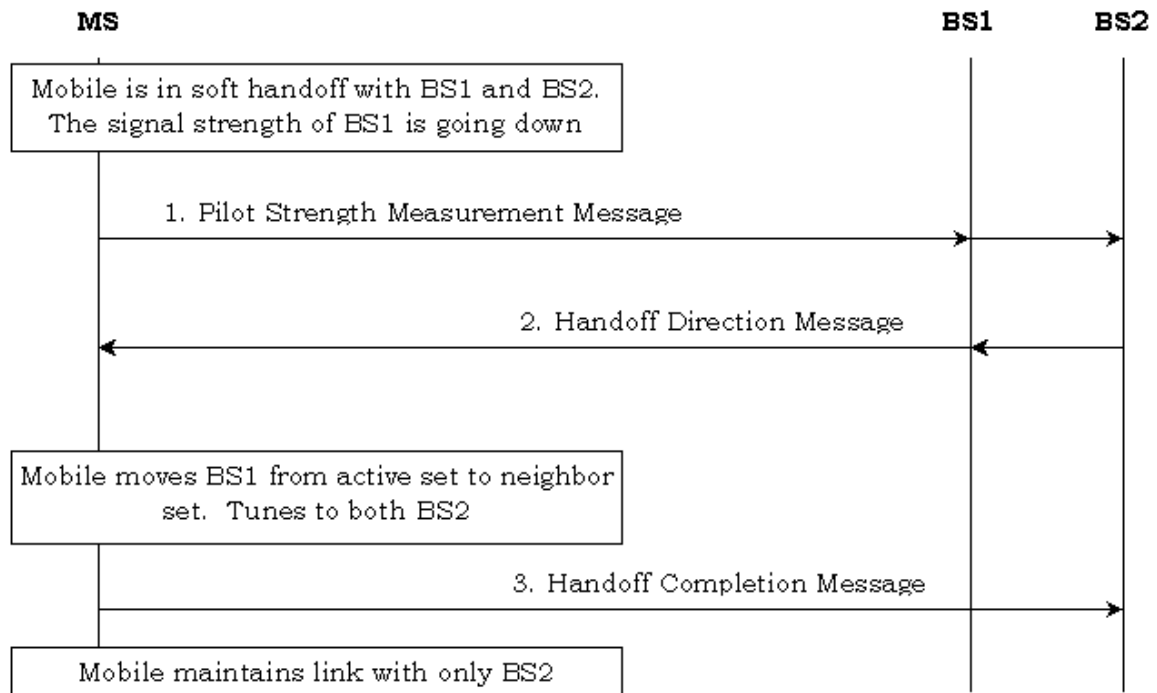 MS BS1 BS2
Mobile is in soft handoff with BS1 and BS2.
The signal strength of BS1 is going down
1. Pilot Strength Measurement Message
2. Handoff Direction Message
Mobile moves BS1 from active set to neighbor
set. Tunes to both BS2
3. Handoff Completion Message
Mobile maintains link with only BS2